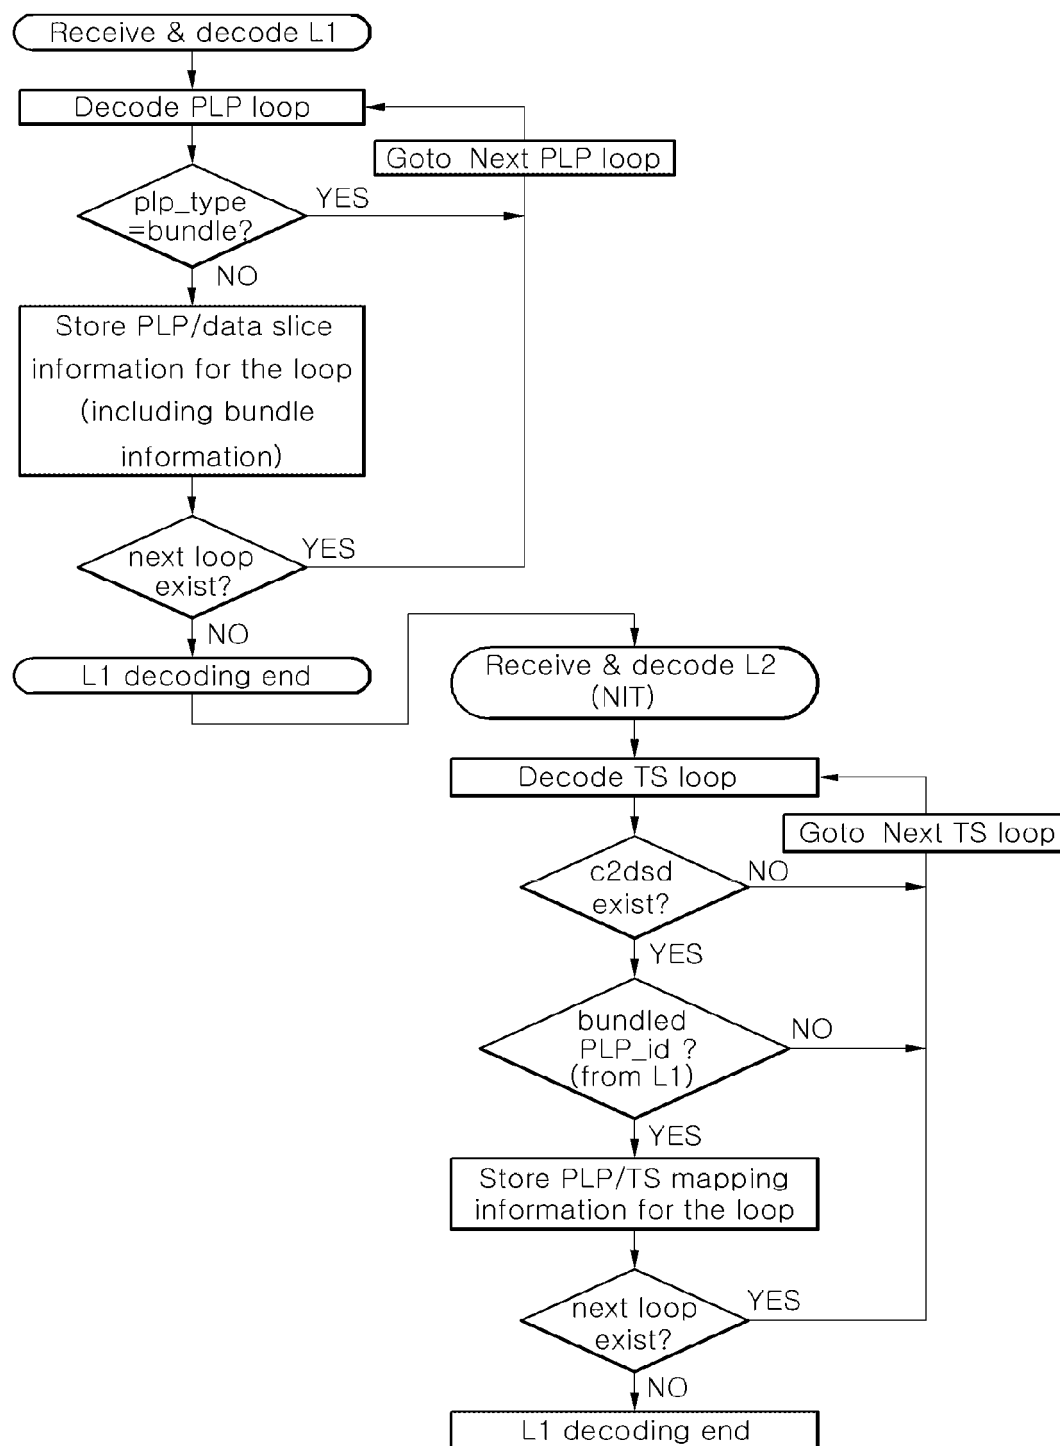 Receive & decode L1
Decode PLP loop
Goto Next PLP loop
plp_type
=bundle?
YES
NO
Store PLP/data slice
information for the loop
(including bundle
information)
next loop
exist?
YES
NO
L1 decoding end
Receive & decode L2
(NIT)
Decode TS loop
Goto Next TS loop
c2dsd
exist?
NO
YES
bundled
PLP_id ?
(from L1)
NO
YES
Store PLP/TS mapping
information for the loop
next loop
exist?
YES
NO
L1 decoding end